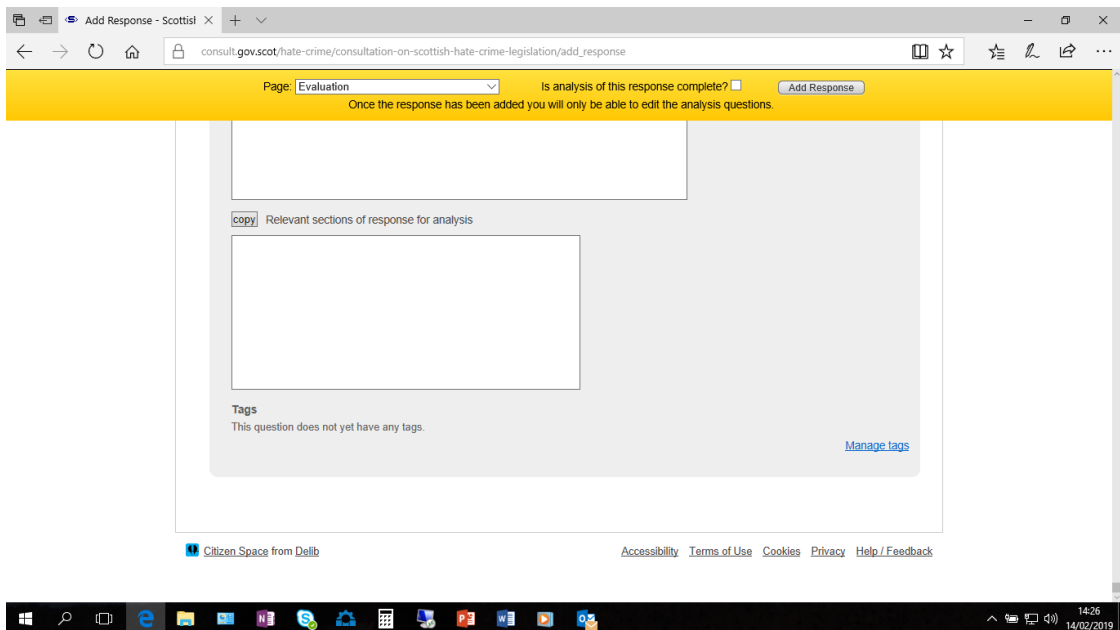 Add Response - Scottish
consult.gov.scot/hate-crime/consultation-on-scottish-hate-crime-legislation/add_response
Page: Evaluation Is analysis of this response complete? Add Response
Once the response has been added you will only be able to edit the analysis questions.
copy Relevant sections of response for analysis
Tags
This question does not yet have any tags.
Manage tags
Citizen Space from Delib Accessibility Terms of Use Cookies Privacy Help / Feedback
14:26
14/02/2019